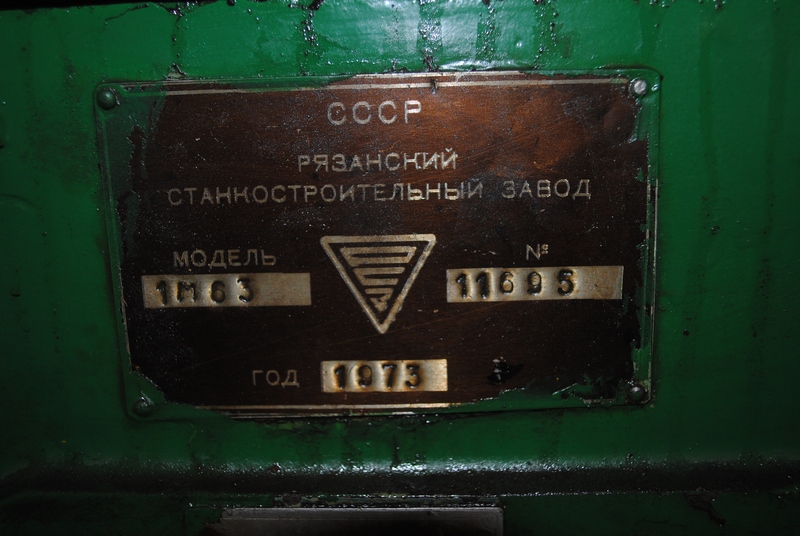 СССР
РЯЗАНСКИЙ
СТАНКОСТРОИТЕЛЬНЫЙ ЗАВОД
МОДЕЛЬ №
1М63 11695
ГОД 1973